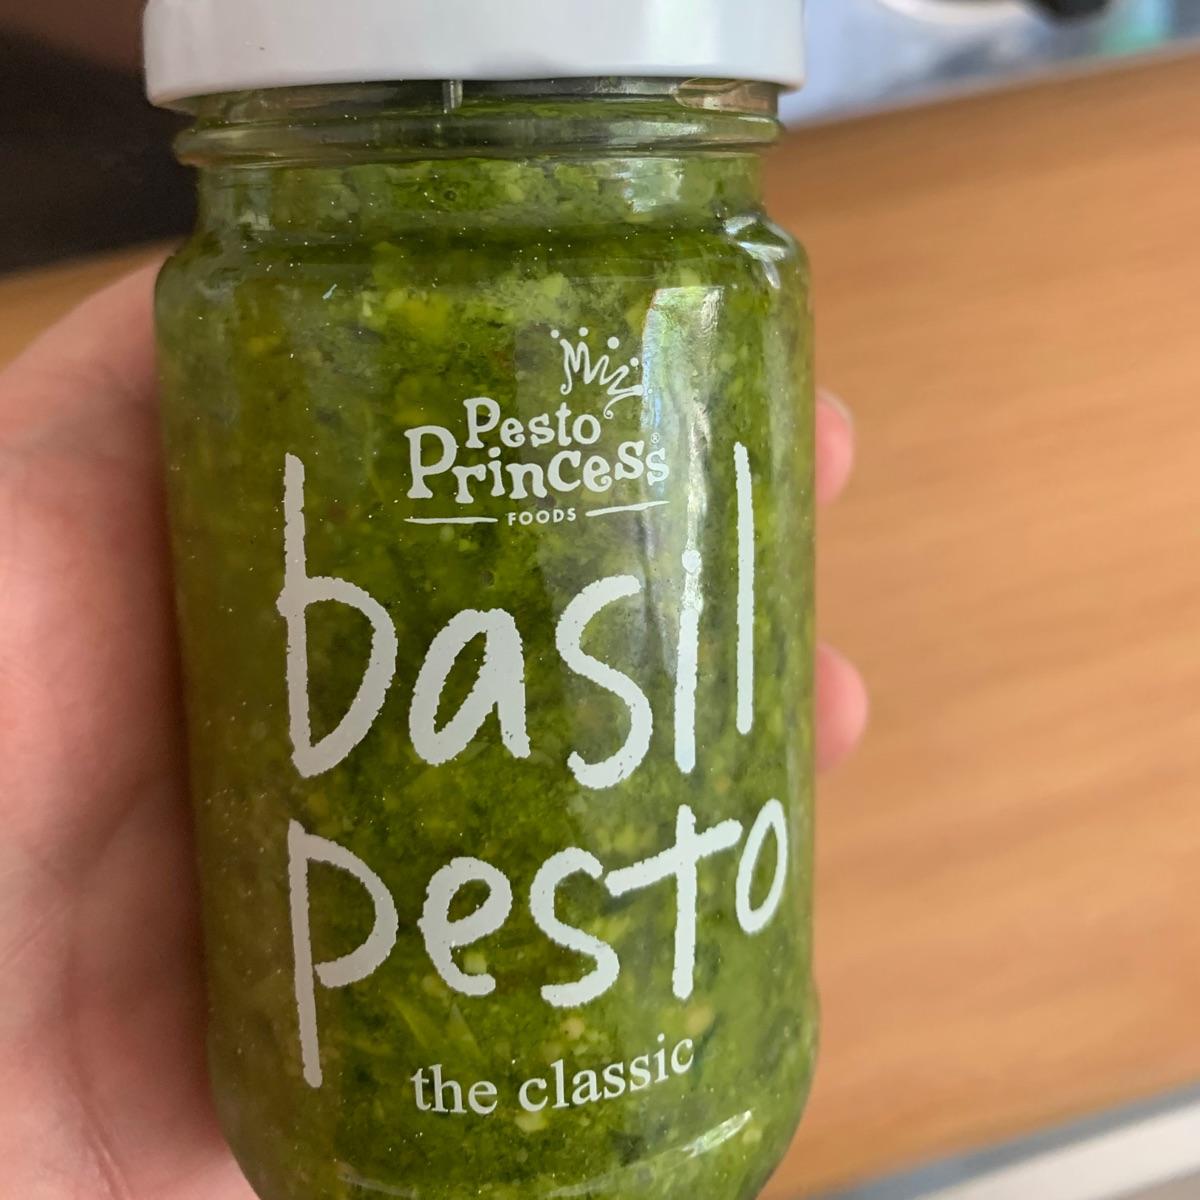 Pesto
Princess®
FOODS
basil
pesto
the classic